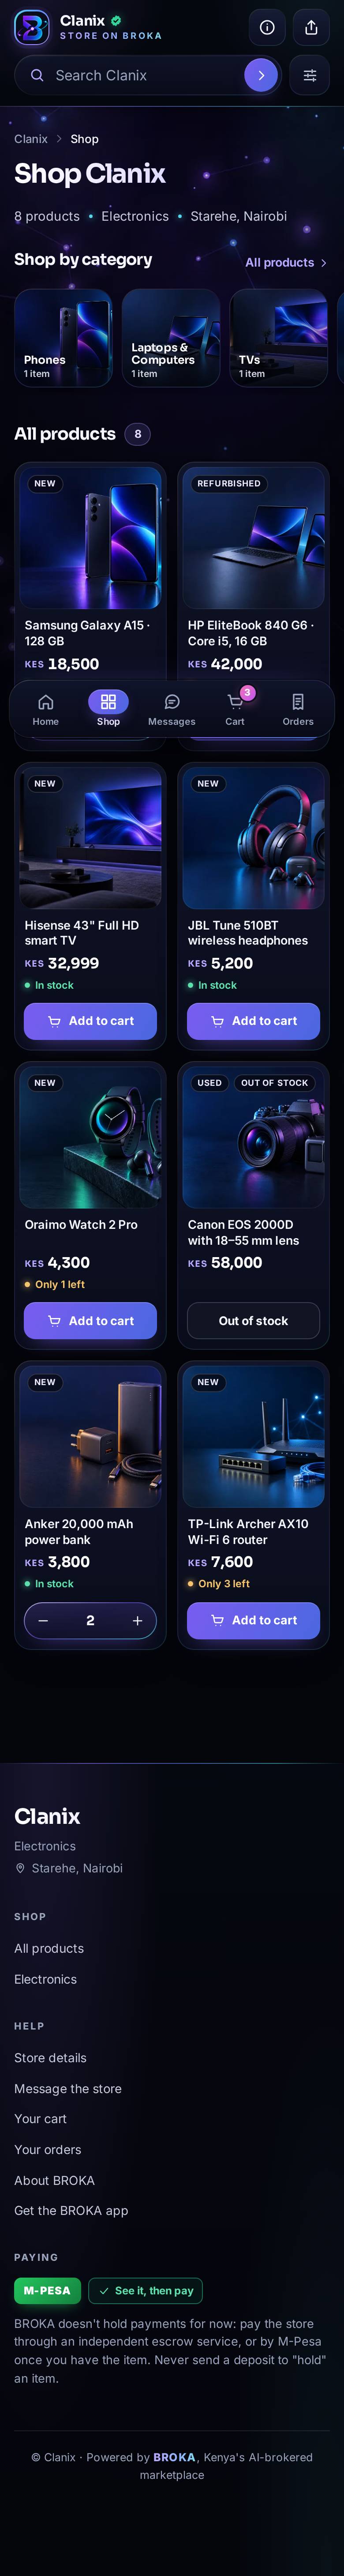 Clanix
STORE ON BROKA
Search Clanix
Clanix > Shop
Shop Clanix
8 products • Electronics • Starehe, Nairobi
Shop by category
All products >
Phones
1 item
Laptops &
Computers
1 item
TVs
1 item
All products 8
NEW
Samsung Galaxy A15 ·
128 GB
KES 18,500
REFURBISHED
HP EliteBook 840 G6 ·
Core i5, 16 GB
KES 42,000
Home
Shop
Messages
3
Cart
Orders
NEW
Hisense 43" Full HD
smart TV
KES 32,999
In stock
Add to cart
NEW
JBL Tune 510BT
wireless headphones
KES 5,200
In stock
Add to cart
NEW
Oraimo Watch 2 Pro
KES 4,300
Only 1 left
Add to cart
USED
OUT OF STOCK
Canon EOS 2000D
with 18–55 mm lens
KES 58,000
Out of stock
NEW
Anker 20,000 mAh
power bank
KES 3,800
In stock
− 2 +
NEW
TP-Link Archer AX10
Wi-Fi 6 router
KES 7,600
Only 3 left
Add to cart
Clanix
Electronics
Starehe, Nairobi
SHOP
All products
Electronics
HELP
Store details
Message the store
Your cart
Your orders
About BROKA
Get the BROKA app
PAYING
M-PESA
See it, then pay
BROKA doesn't hold payments for now: pay the store
through an independent escrow service, or by M-Pesa
once you have the item. Never send a deposit to "hold"
an item.
© Clanix · Powered by BROKA, Kenya's AI-brokered
marketplace